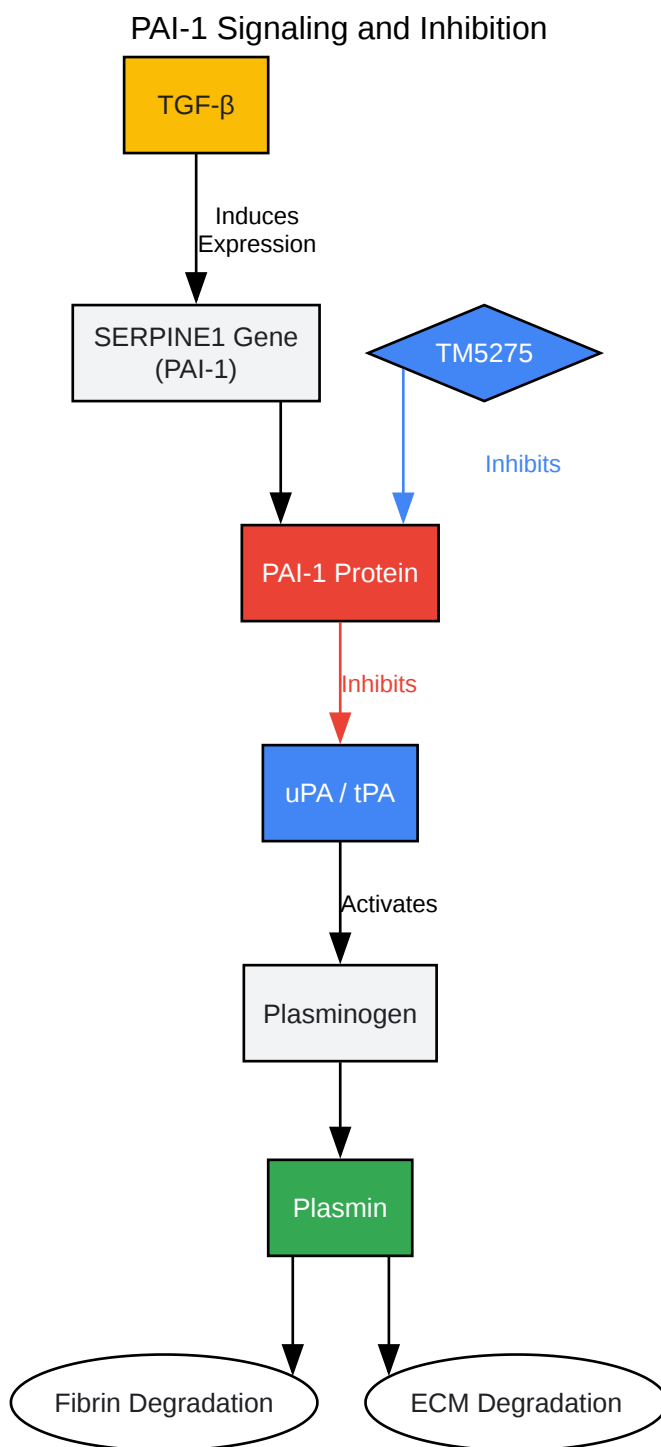 PAI-1 Signaling and Inhibition
TGF-β
Induces
Expression
SERPINE1 Gene
(PAI-1)
TM5275
Inhibits
PAI-1 Protein
Inhibits
uPA / tPA
Activates
Plasminogen
Plasmin
Fibrin Degradation
ECM Degradation